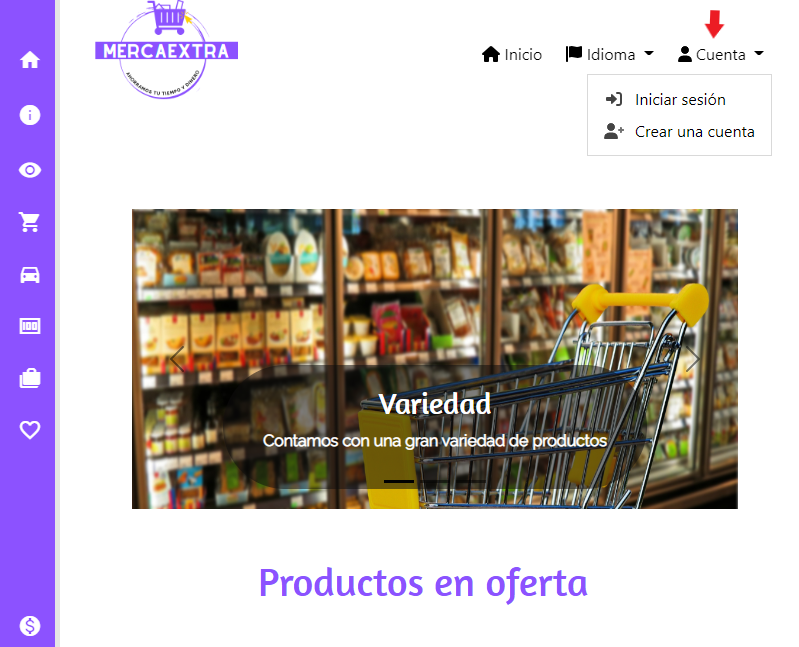 MERCAEXTRA
AHORRAMOS TU TIEMPO Y DINERO
Inicio
Idioma
Cuenta
Iniciar sesión
Crear una cuenta
Variedad
Contamos con una gran variedad de productos
Productos en oferta